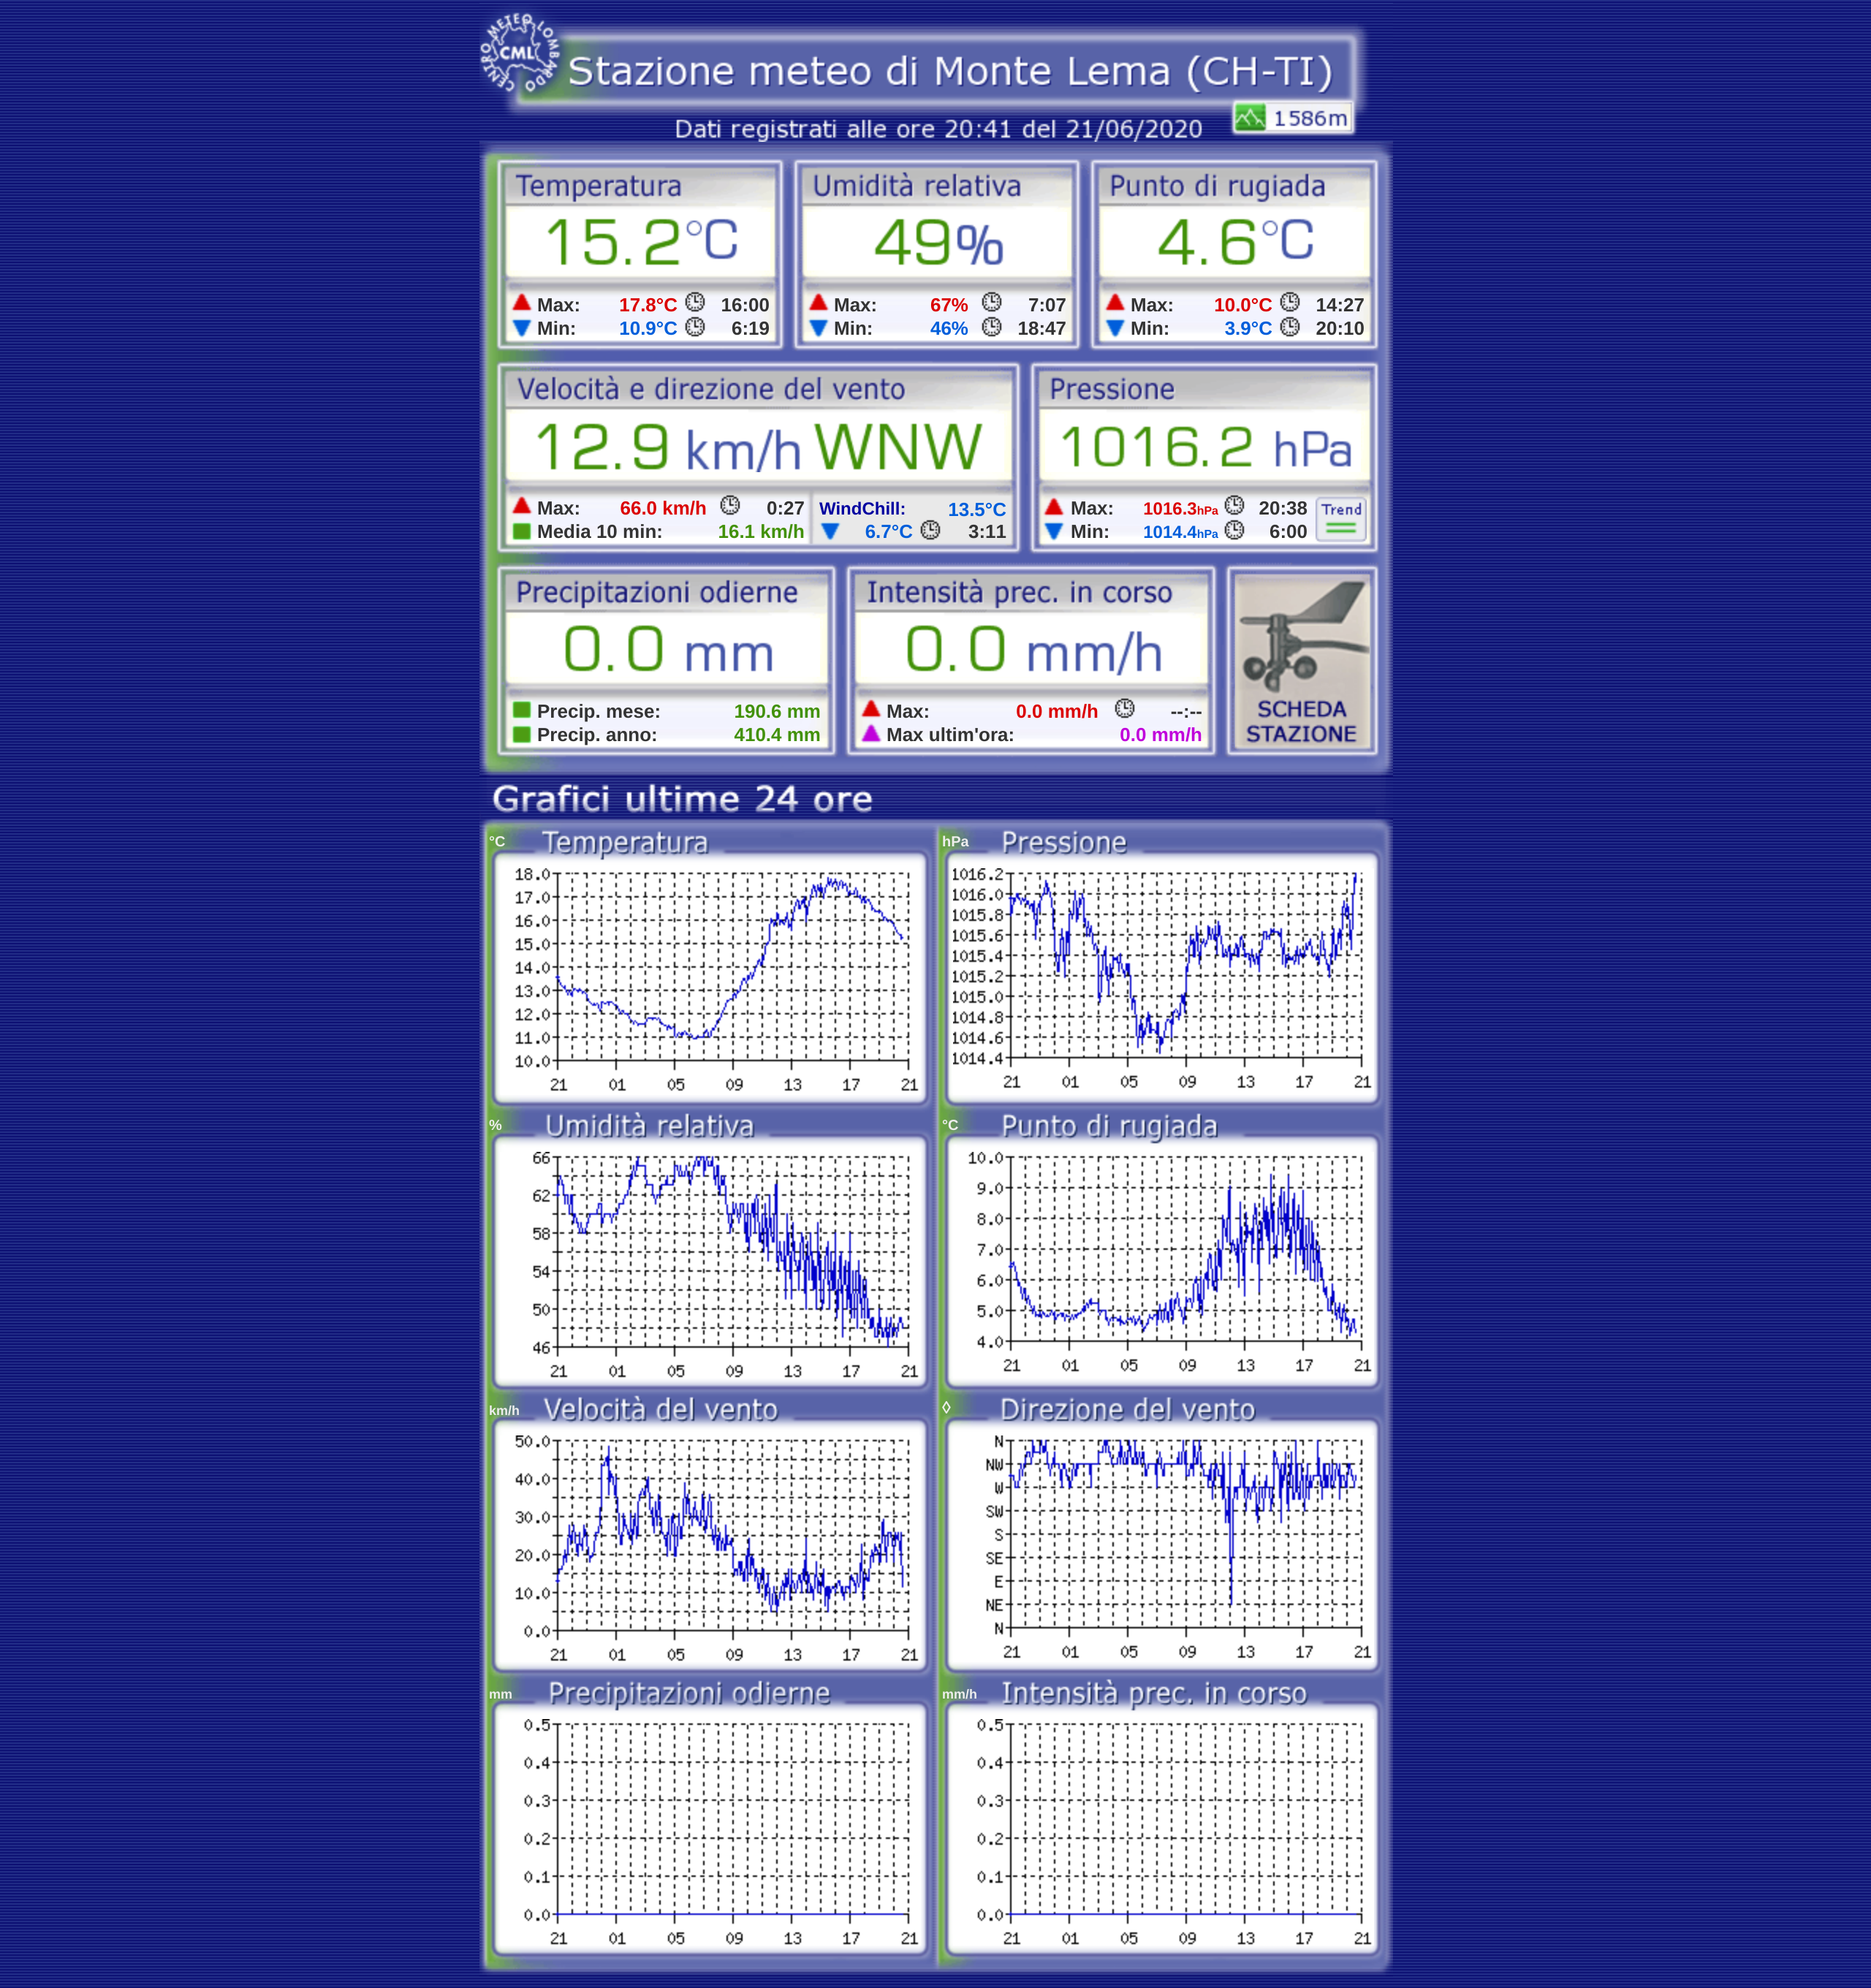 CENTRO METEO LOMBARDO
CML
Stazione meteo di Monte Lema (CH-TI)
1586m
Dati registrati alle ore 20:41 del 21/06/2020
Temperatura
15.2°C
Max: 17.8°C 16:00
Min: 10.9°C 6:19
Umidità relativa
49%
Max: 67% 7:07
Min: 46% 18:47
Punto di rugiada
4.6°C
Max: 10.0°C 14:27
Min: 3.9°C 20:10
Velocità e direzione del vento
12.9 km/h WNW
Max: 66.0 km/h 0:27
Media 10 min: 16.1 km/h
WindChill: 13.5°C
6.7°C 3:11
Pressione
1016.2 hPa
Max: 1016.3hPa 20:38
Min: 1014.4hPa 6:00
Trend
Precipitazioni odierne
0.0 mm
Precip. mese: 190.6 mm
Precip. anno: 410.4 mm
Intensità prec. in corso
0.0 mm/h
Max: 0.0 mm/h --:--
Max ultim'ora: 0.0 mm/h
SCHEDA
STAZIONE
Grafici ultime 24 ore
°C Temperatura
18.0
17.0
16.0
15.0
14.0
13.0
12.0
11.0
10.0
21 01 05 09 13 17 21
hPa Pressione
1016.2
1016.0
1015.8
1015.6
1015.4
1015.2
1015.0
1014.8
1014.6
1014.4
21 01 05 09 13 17 21
% Umidità relativa
66
62
58
54
50
46
21 01 05 09 13 17 21
°C Punto di rugiada
10.0
9.0
8.0
7.0
6.0
5.0
4.0
21 01 05 09 13 17 21
km/h Velocità del vento
50.0
40.0
30.0
20.0
10.0
0.0
21 01 05 09 13 17 21
◊ Direzione del vento
N
NW
W
SW
S
SE
E
NE
N
21 01 05 09 13 17 21
mm Precipitazioni odierne
0.5
0.4
0.3
0.2
0.1
0.0
21 01 05 09 13 17 21
mm/h Intensità prec. in corso
0.5
0.4
0.3
0.2
0.1
0.0
21 01 05 09 13 17 21